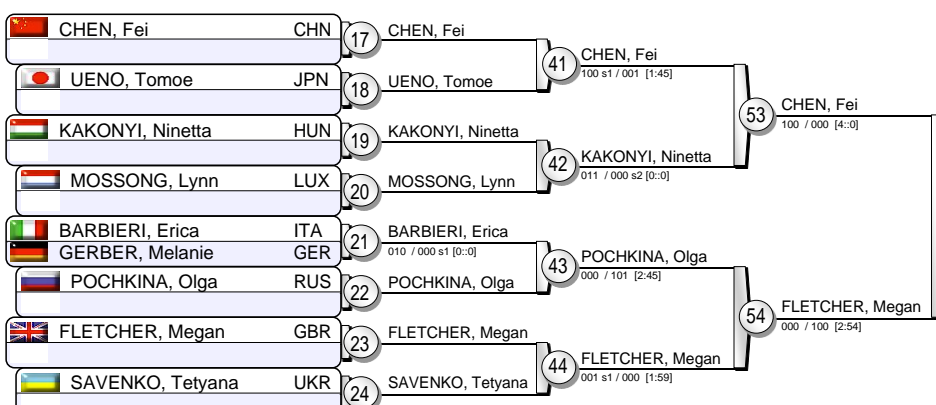 CHEN, Fei CHN
UENO, Tomoe JPN
KAKONYI, Ninetta HUN
MOSSONG, Lynn LUX
BARBIERI, Erica ITA
GERBER, Melanie GER
POCHKINA, Olga RUS
FLETCHER, Megan GBR
SAVENKO, Tetyana UKR
17
18
19
20
21
22
23
24
CHEN, Fei
UENO, Tomoe
KAKONYI, Ninetta
MOSSONG, Lynn
BARBIERI, Erica
010 / 000 s1 [0::0]
POCHKINA, Olga
FLETCHER, Megan
SAVENKO, Tetyana
41
42
43
44
CHEN, Fei
100 s1 / 001 [1:45]
KAKONYI, Ninetta
011 / 000 s2 [0::0]
POCHKINA, Olga
000 / 101 [2:45]
FLETCHER, Megan
001 s1 / 000 [1:59]
53
54
CHEN, Fei
100 / 000 [4::0]
FLETCHER, Megan
000 / 100 [2:54]